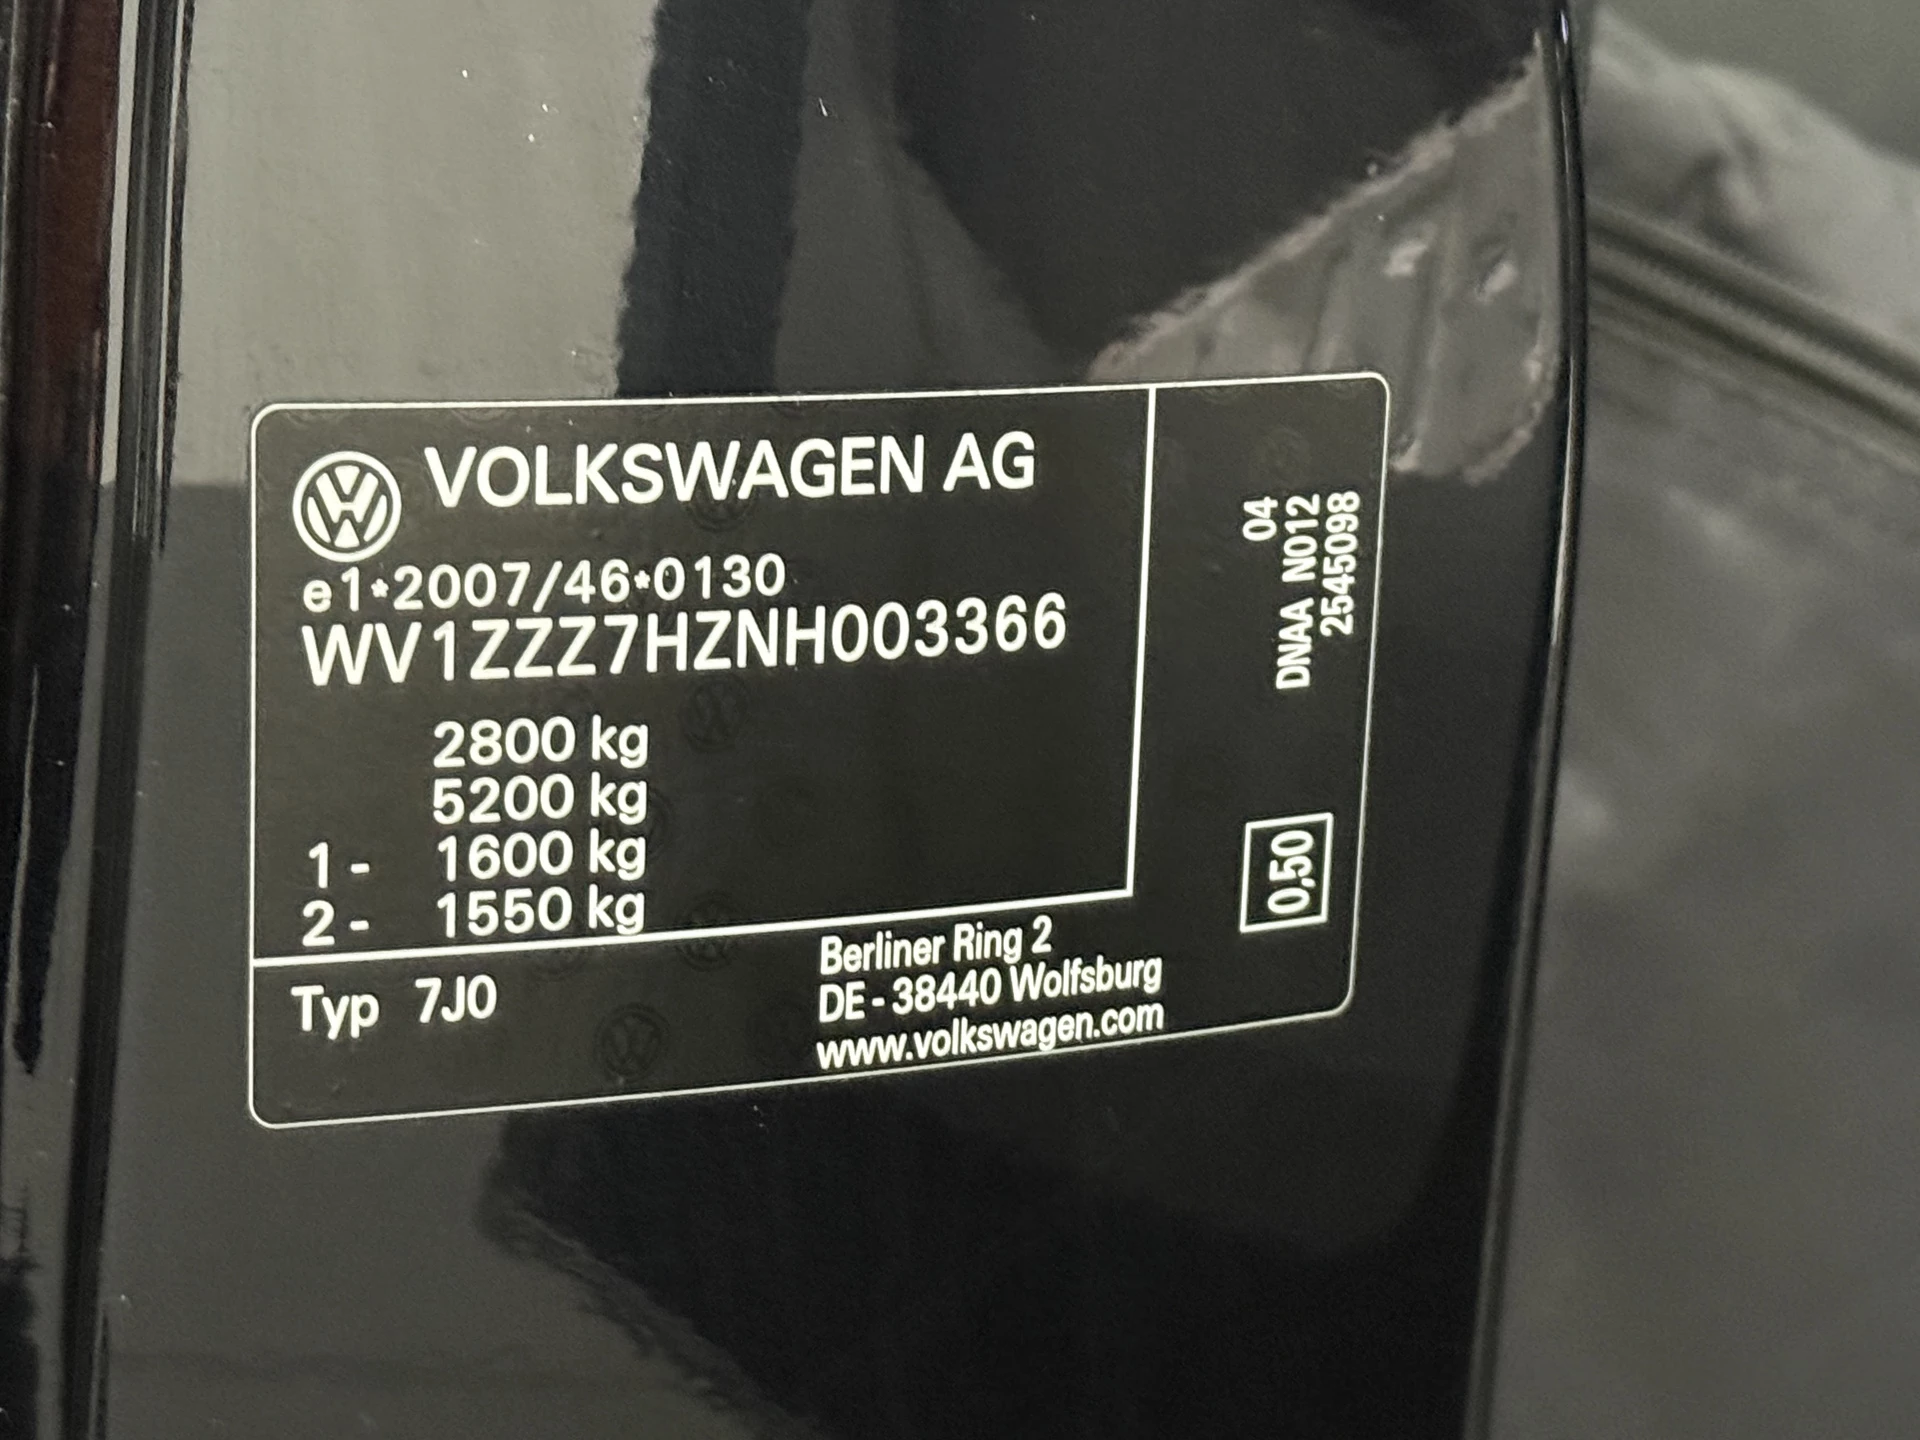 VOLKSWAGEN AG
e1*2007/46*0130
WV1ZZZ7HZNH003366
2800 kg
5200 kg
1 - 1600 kg
2 - 1550 kg
Typ 7J0
Berliner Ring 2
DE - 38440 Wolfsburg
www.volkswagen.com
04
DNAA N012
2545098
0,50